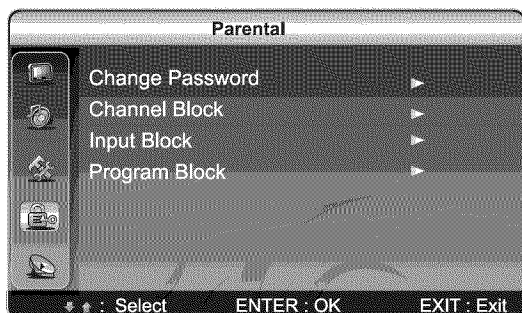 Parental
Change Password
Channel Block
Input Block
Program Block
: Select ENTER : OK EXIT : Exit